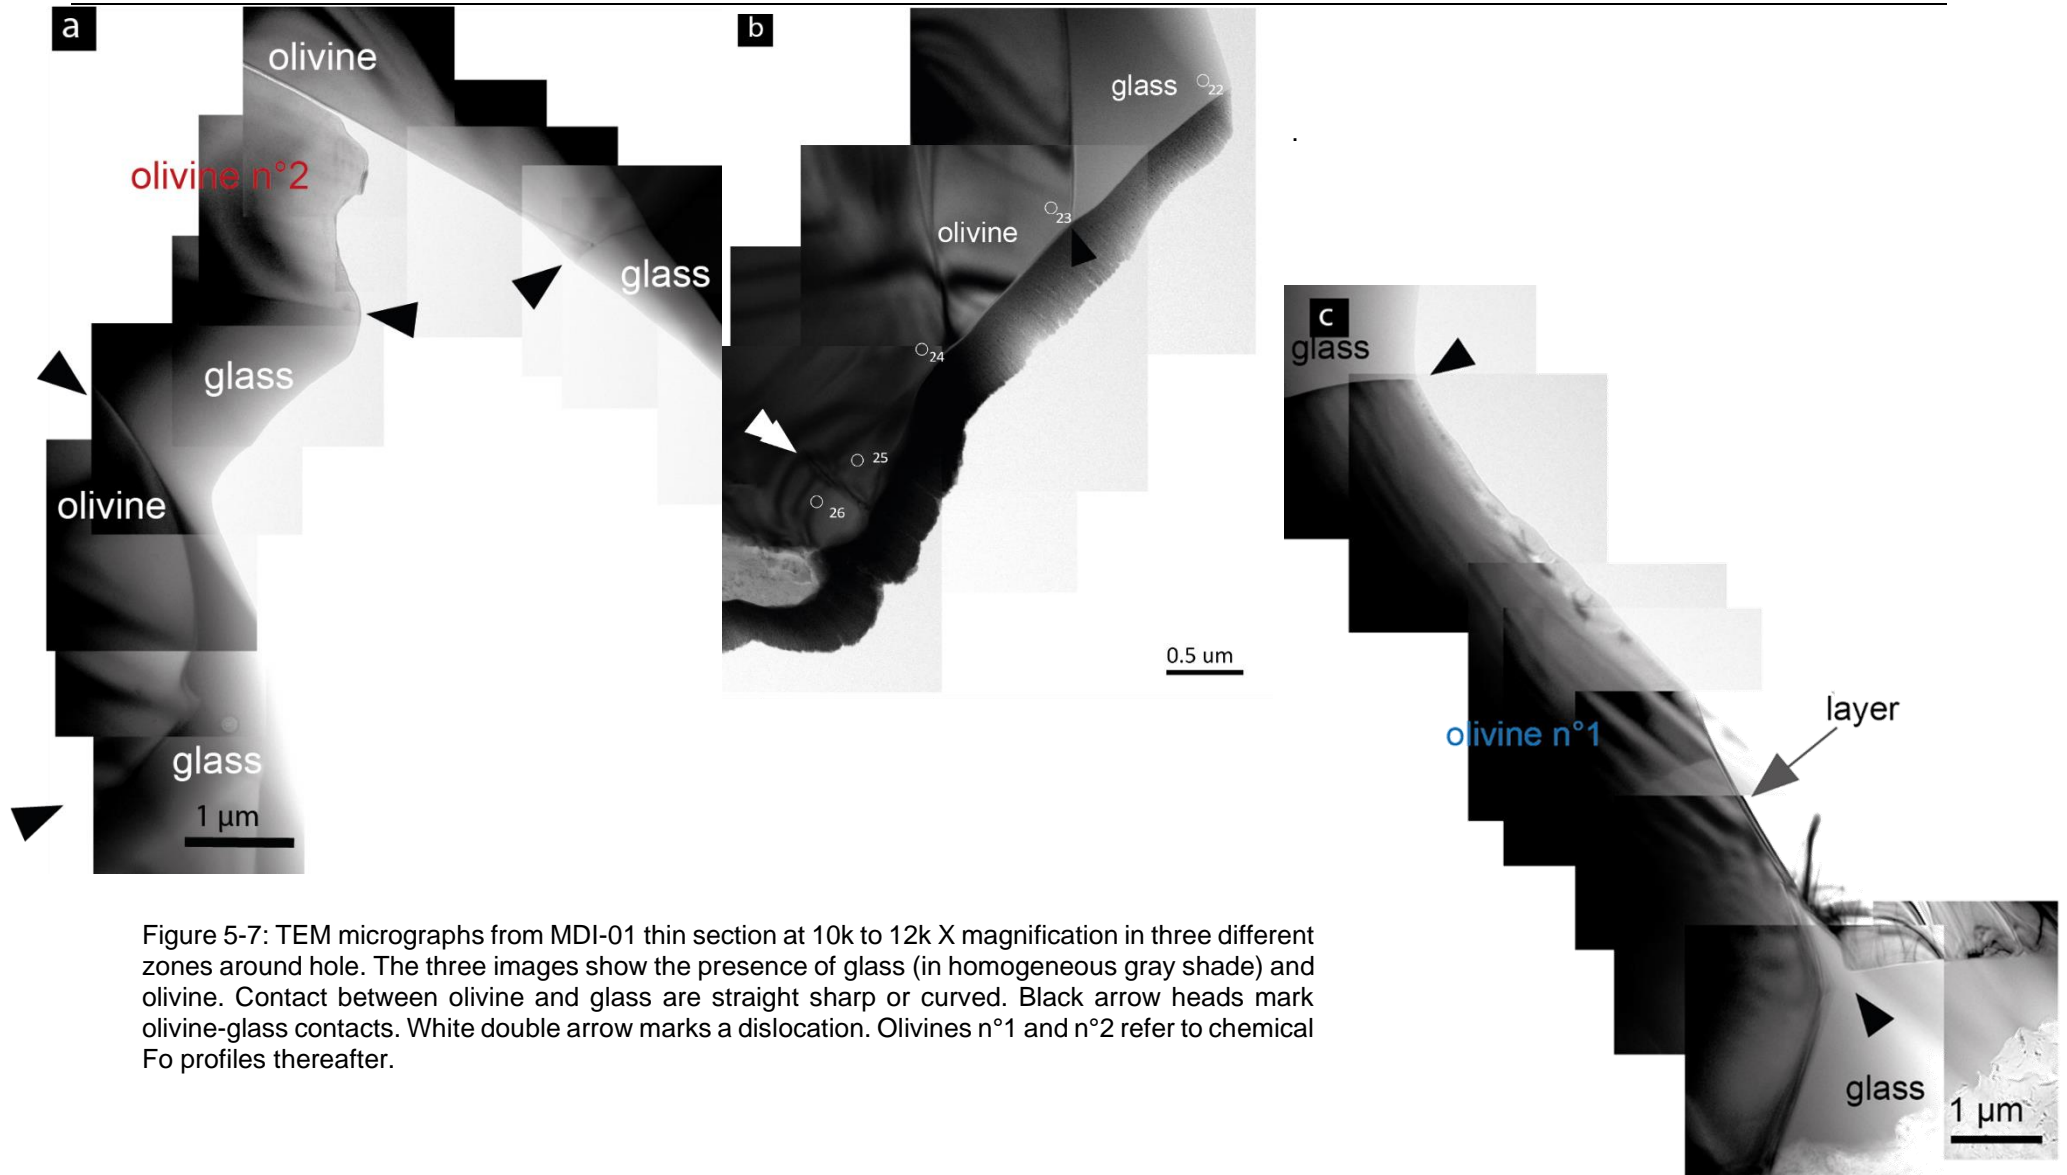 a
olivine
olivine n°2
glass
glass
olivine
glass
1 µm
b
glass
22
23
olivine
24
25
26
0.5 um
.
c
glass
olivine n°1
layer
glass
1 µm
Figure 5-7: TEM micrographs from MDI-01 thin section at 10k to 12k X magnification in three different
zones around hole. The three images show the presence of glass (in homogeneous gray shade) and
olivine. Contact between olivine and glass are straight sharp or curved. Black arrow heads mark
olivine-glass contacts. White double arrow marks a dislocation. Olivines n°1 and n°2 refer to chemical
Fo profiles thereafter.